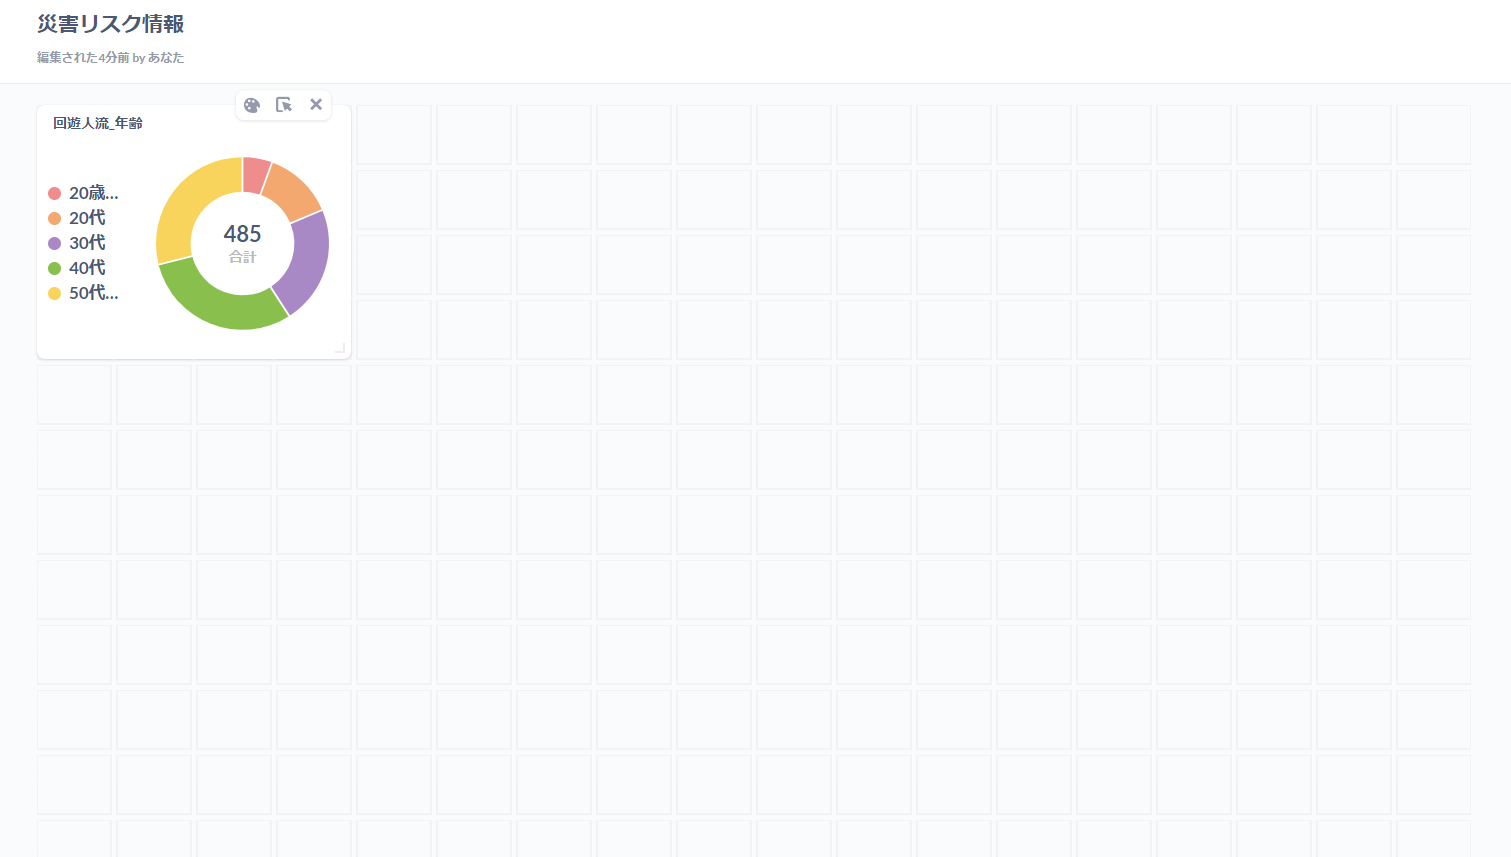 災害リスク情報
編集された4分前 by あなた
回遊人流_年齢
20歳...
20代
30代
40代
50代...
485
合計